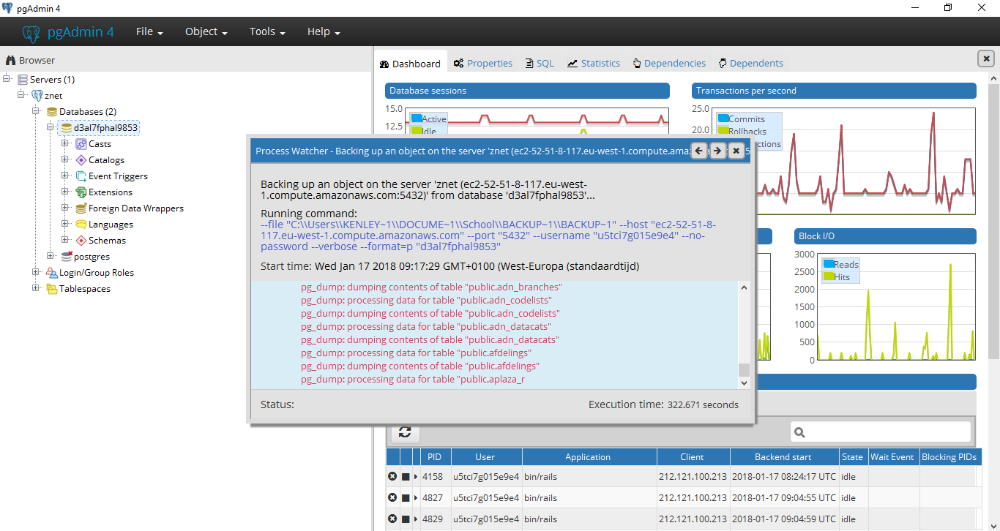 pgAdmin 4
pgAdmin 4 File Object Tools Help
Browser
Servers (1)
znet
Databases (2)
d3al7fphal9853
Casts
Catalogs
Event Triggers
Extensions
Foreign Data Wrappers
Languages
Schemas
postgres
Login/Group Roles
Tablespaces
Dashboard Properties SQL Statistics Dependencies Dependents
Database sessions
15.0
12.5
Active
Idle
Transactions per second
25.0
20.0
Commits
Rollbacks
ctions
Process Watcher - Backing up an object on the server 'znet (ec2-52-51-8-117.eu-west-1.compute.amaz
Backing up an object on the server 'znet (ec2-52-51-8-117.eu-west-
1.compute.amazonaws.com:5432)' from database 'd3al7fphal9853'...
Running command:
--file "C:\\Users\\KENLEY~1\\DOCUME~1\\School\\BACKUP~1\\BACKUP~1" --host "ec2-52-51-8-
117.eu-west-1.compute.amazonaws.com" --port "5432" --username "u5tci7g015e9e4" --no-
password --verbose --format=p "d3al7fphal9853"
Start time: Wed Jan 17 2018 09:17:29 GMT+0100 (West-Europa (standaardtijd)
pg_dump: dumping contents of table "public.adn_branches"
pg_dump: processing data for table "public.adn_codelists"
pg_dump: dumping contents of table "public.adn_codelists"
pg_dump: processing data for table "public.adn_datacats"
pg_dump: dumping contents of table "public.adn_datacats"
pg_dump: processing data for table "public.afdelings"
pg_dump: dumping contents of table "public.afdelings"
pg_dump: processing data for table "public.aplaza_r
Status:
Execution time: 322.671 seconds
Block I/O
3000
2500
2000
1500
1000
500
0
Reads
Hits
PID User Application Client Backend start State Wait Event Blocking PIDs
4158 u5tci7g015e9e4 bin/rails 212.121.100.213 2018-01-17 08:24:17 UTC idle
4827 u5tci7g015e9e4 bin/rails 212.121.100.213 2018-01-17 09:04:55 UTC idle
4829 u5tci7g015e9e4 bin/rails 212.121.100.213 2018-01-17 09:04:59 UTC idle